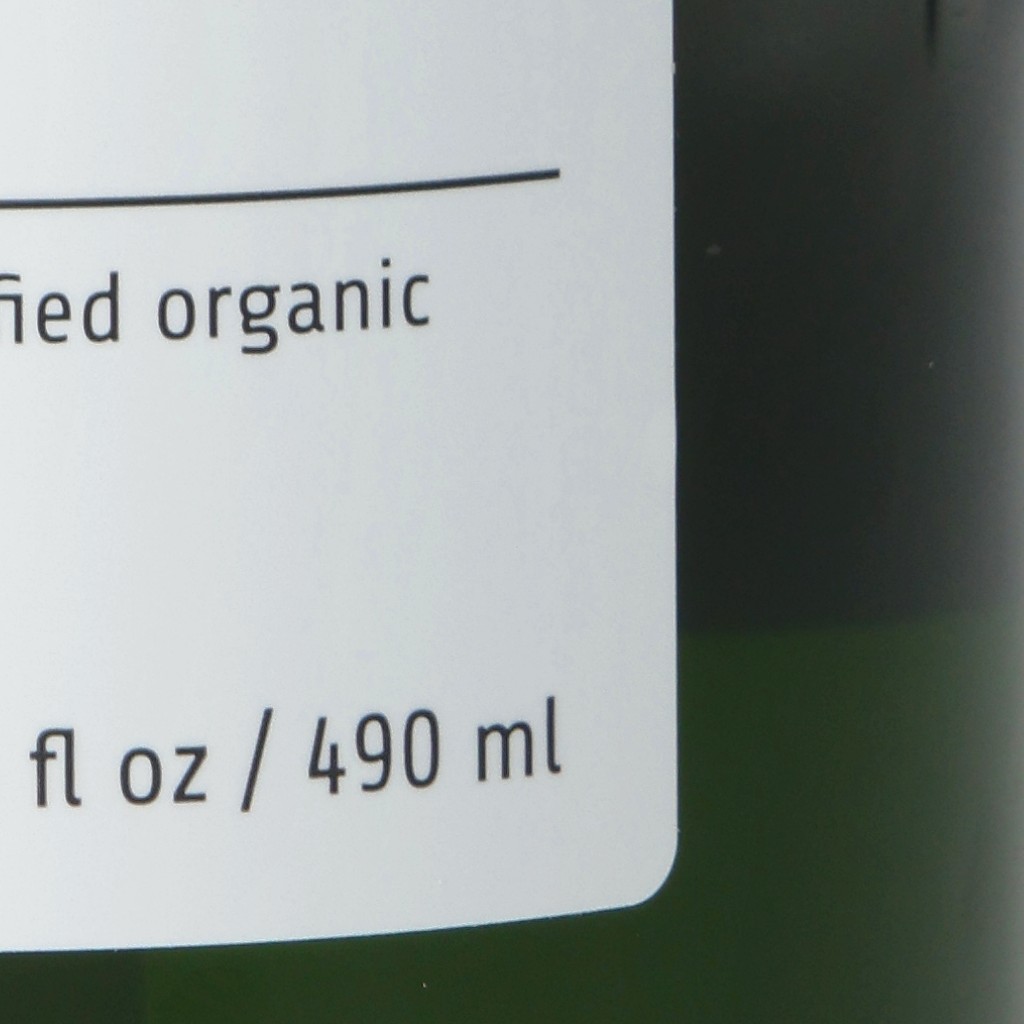 fied organic
fl oz / 490 ml